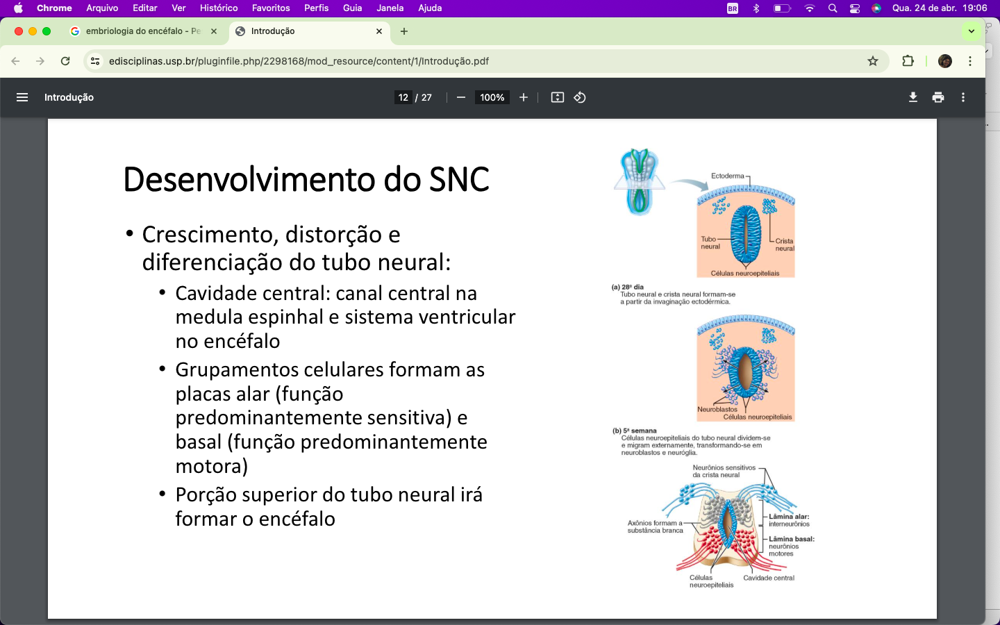 Chrome Arquivo Editar Ver Histórico Favoritos Perfis Guia Janela Ajuda BR Qua. 24 de abr. 19:06
embriologia do encéfalo - Pe
Introdução
edisciplinas.usp.br/pluginfile.php/2298168/mod_resource/content/1/Introdução.pdf
Introdução 12 / 27 100%
Desenvolvimento do SNC
• Crescimento, distorção e
diferenciação do tubo neural:
• Cavidade central: canal central na
medula espinhal e sistema ventricular
no encéfalo
• Grupamentos celulares formam as
placas alar (função
predominantemente sensitiva) e
basal (função predominantemente
motora)
• Porção superior do tubo neural irá
formar o encéfalo
Ectoderma
Tubo
neural
Crista
neural
Células neuroepiteliais
(a) 28º dia
Tubo neural e crista neural formam-se
a partir da invaginação ectodérmica.
Neuroblastos
Células neuroepiteliais
(b) 5ª semana
Células neuroepiteliais do tubo neural dividem-se
e migram externamente, transformando-se em
neuroblastos e neuróglia.
Neurônios sensitivos
da crista neural
Axônios formam a
substância branca
Lâmina alar:
interneurônios
Lâmina basal:
neurônios
motores
Células
neuroepiteliais
Cavidade central